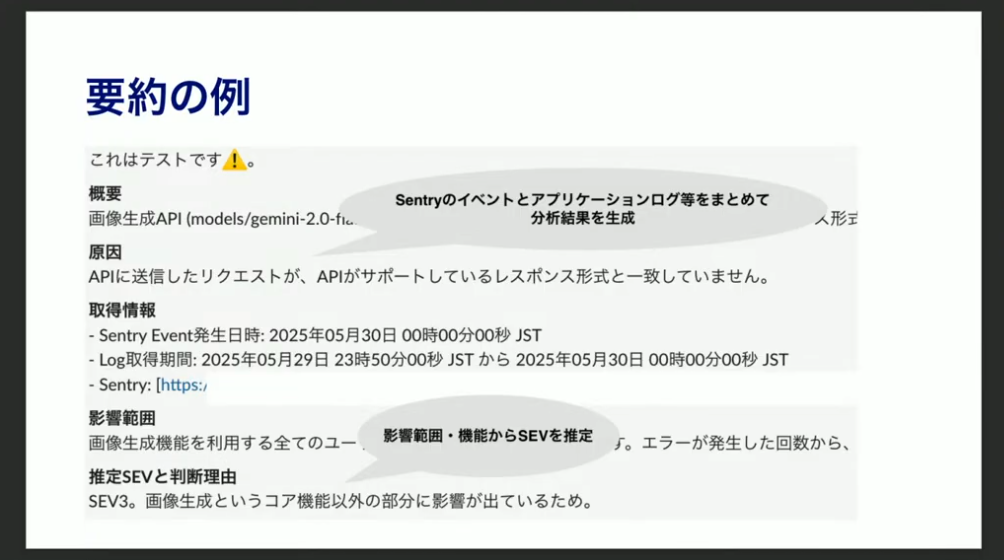 要約の例
これはテストです⚠️。
概要
画像生成API (models/gemini-2.0-
Sentryのイベントとアプリケーションログ等をまとめて
分析結果を生成
ス形式
原因
APIに送信したリクエストが、APIがサポートしているレスポンス形式と一致していません。
取得情報
- Sentry Event発生日時: 2025年05月30日 00時00分00秒 JST
- Log取得期間: 2025年05月29日 23時50分00秒 JST から 2025年05月30日 00時00分00秒 JST
- Sentry: [https:/
影響範囲
画像生成機能を利用する全てのユー
影響範囲・機能からSEVを推定
す。エラーが発生した回数から、
推定SEVと判断理由
SEV3。画像生成というコア機能以外の部分に影響が出ているため。